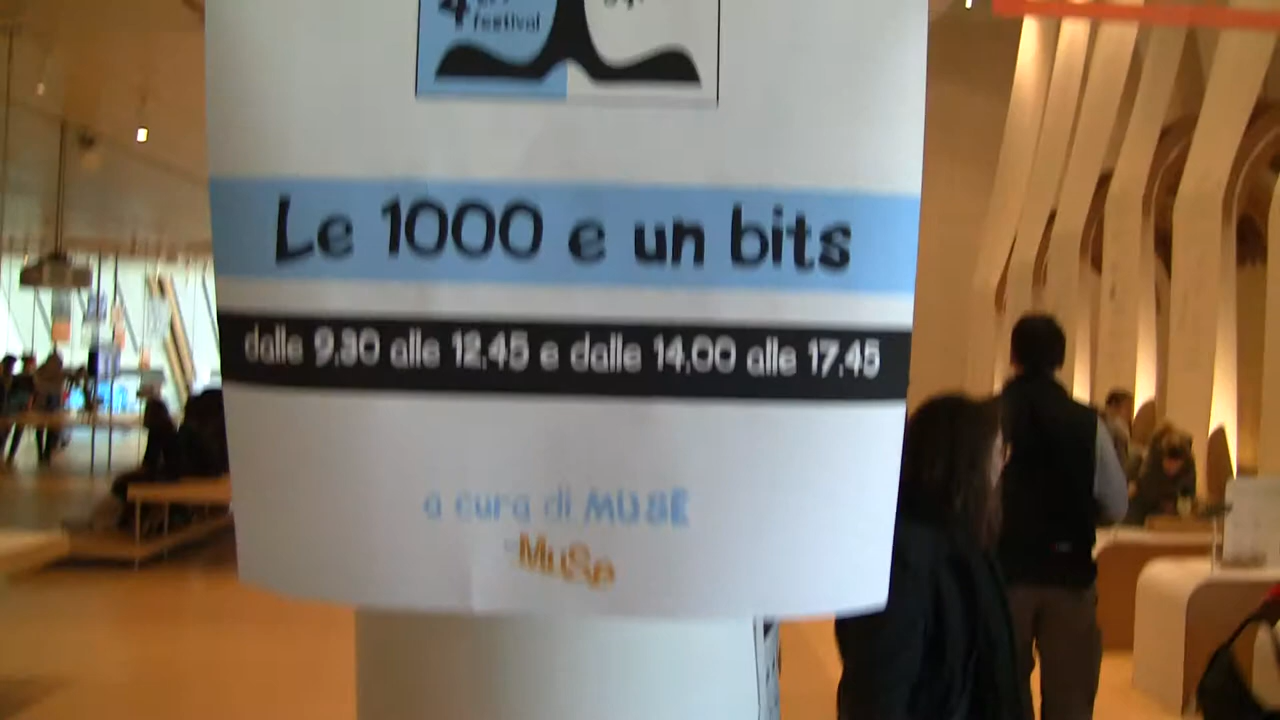 festival
Le 1000 e un bits
dalle 9.30 alle 12.45 e dalle 14.00 alle 17.45
a cura di MUSE
MuSe